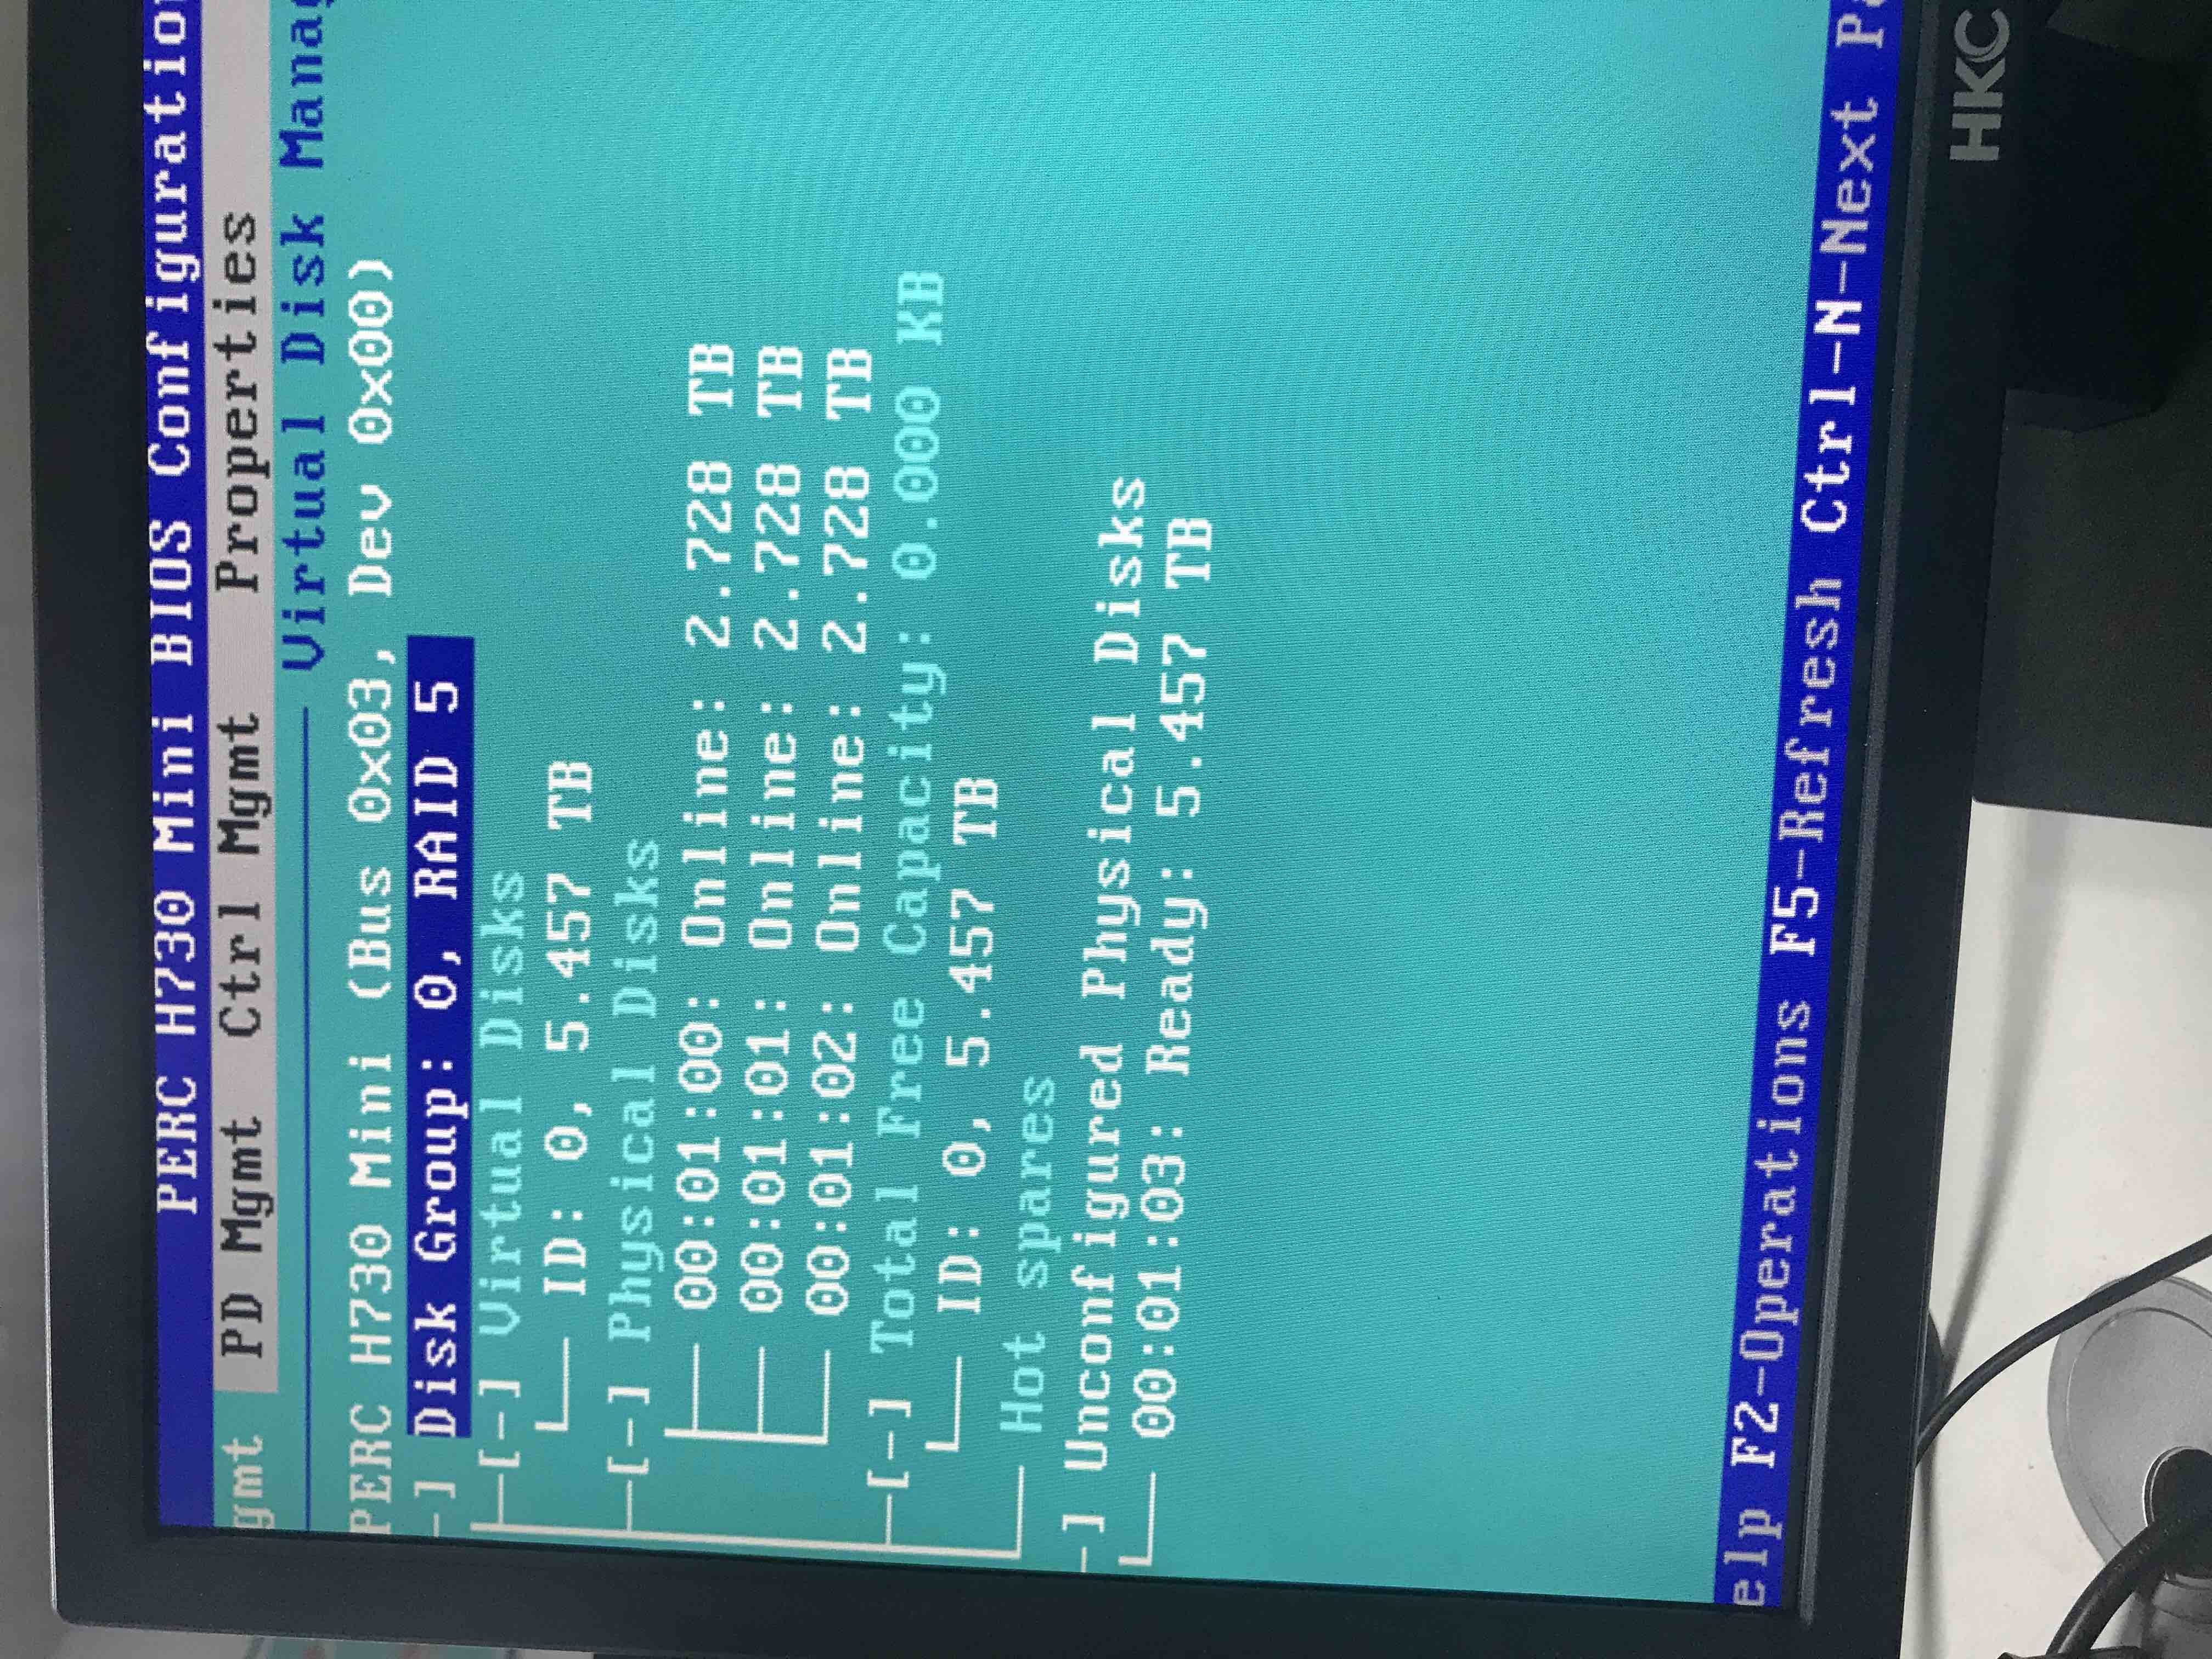 PERC H730 Mini BIOS Configuratio
gmt PD Mgmt Ctrl Mgmt Properties
Virtual Disk Manag
PERC H730 Mini (Bus 0x03, Dev 0x00)
-] Disk Group: 0, RAID 5
[-] Virtual Disks
ID: 0, 5.457 TB
[-] Physical Disks
00:01:00: Online: 2.728 TB
00:01:01: Online: 2.728 TB
00:01:02: Online: 2.728 TB
[-] Total Free Capacity: 0.000 KB
ID: 0, 5.457 TB
Hot spares
-] Unconfigured Physical Disks
00:01:03: Ready: 5.457 TB
elp F2-Operations F5-Refresh Ctrl-N-Next Pa
HKC